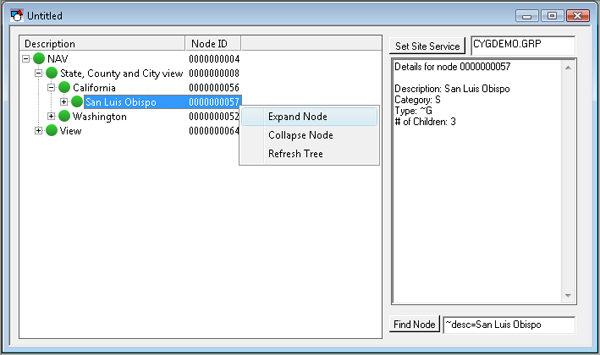 Untitled
Description Node ID
NAV 0000000004
State, County and City view 0000000008
California 0000000056
San Luis Obispo 0000000057
Washington 0000000052
View 0000000064
Expand Node
Collapse Node
Refresh Tree
Set Site Service CYGDEMO.GRP
Details for node 0000000057
Description: San Luis Obispo
Category: S
Type: ~G
# of Children: 3
Find Node ~desc=San Luis Obispo